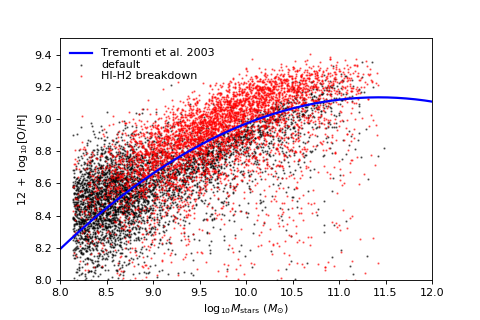 Tremonti et al. 2003
default
HI-H2 breakdown
12 + log₁₀[O/H]
9.4
9.2
9.0
8.8
8.6
8.4
8.2
8.0
8.0 8.5 9.0 9.5 10.0 10.5 11.0 11.5 12.0
log₁₀M_stars (M_⊙)